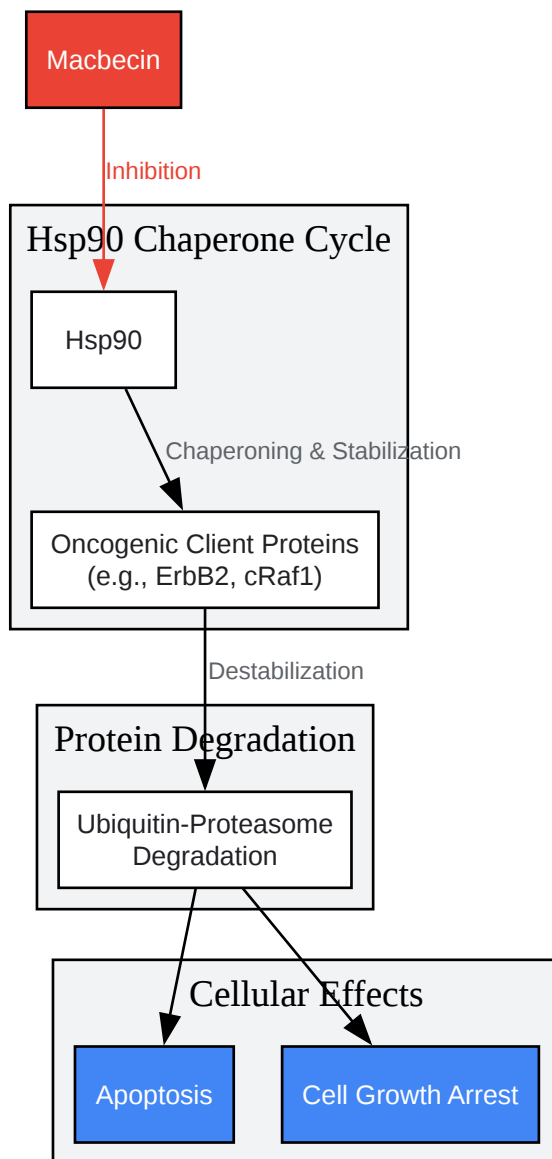 Macbecin
Inhibition
Hsp90 Chaperone Cycle
Hsp90
Chaperoning & Stabilization
Oncogenic Client Proteins
(e.g., ErbB2, cRaf1)
Destabilization
Protein Degradation
Ubiquitin-Proteasome
Degradation
Cellular Effects
Apoptosis
Cell Growth Arrest